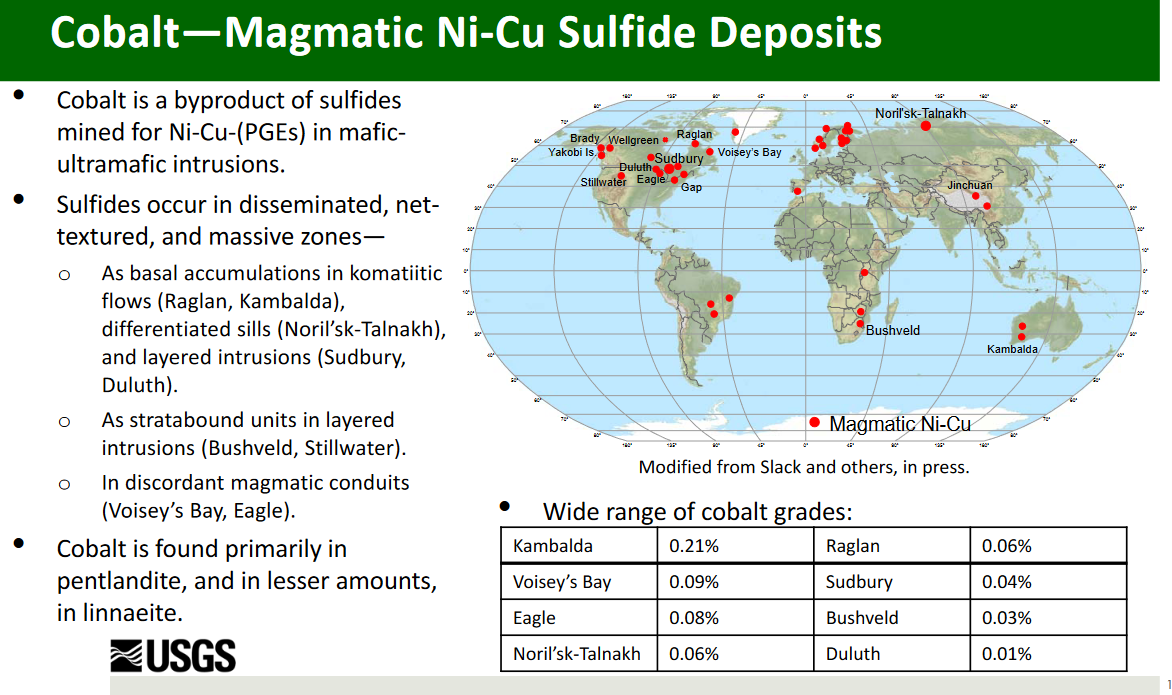 Cobalt—Magmatic Ni-Cu Sulfide Deposits
• Cobalt is a byproduct of sulfides
mined for Ni-Cu-(PGEs) in mafic-
ultramafic intrusions.
• Sulfides occur in disseminated, net-
textured, and massive zones—
o As basal accumulations in komatiitic
flows (Raglan, Kambalda),
differentiated sills (Noril’sk-Talnakh),
and layered intrusions (Sudbury,
Duluth).
o As stratabound units in layered
intrusions (Bushveld, Stillwater).
o In discordant magmatic conduits
(Voisey’s Bay, Eagle).
• Cobalt is found primarily in
pentlandite, and in lesser amounts,
in linnaeite.
USGS
Noril'sk-Talnakh
Brady
Wellgreen
Raglan
Yakobi Is.
Voisey's Bay
Sudbury
Duluth
Stillwater
Eagle
Gap
Jinchuan
Bushveld
Kambalda
Magmatic Ni-Cu
Modified from Slack and others, in press.
• Wide range of cobalt grades:
Kambalda 0.21% Raglan 0.06%
Voisey’s Bay 0.09% Sudbury 0.04%
Eagle 0.08% Bushveld 0.03%
Noril’sk-Talnakh 0.06% Duluth 0.01%
1